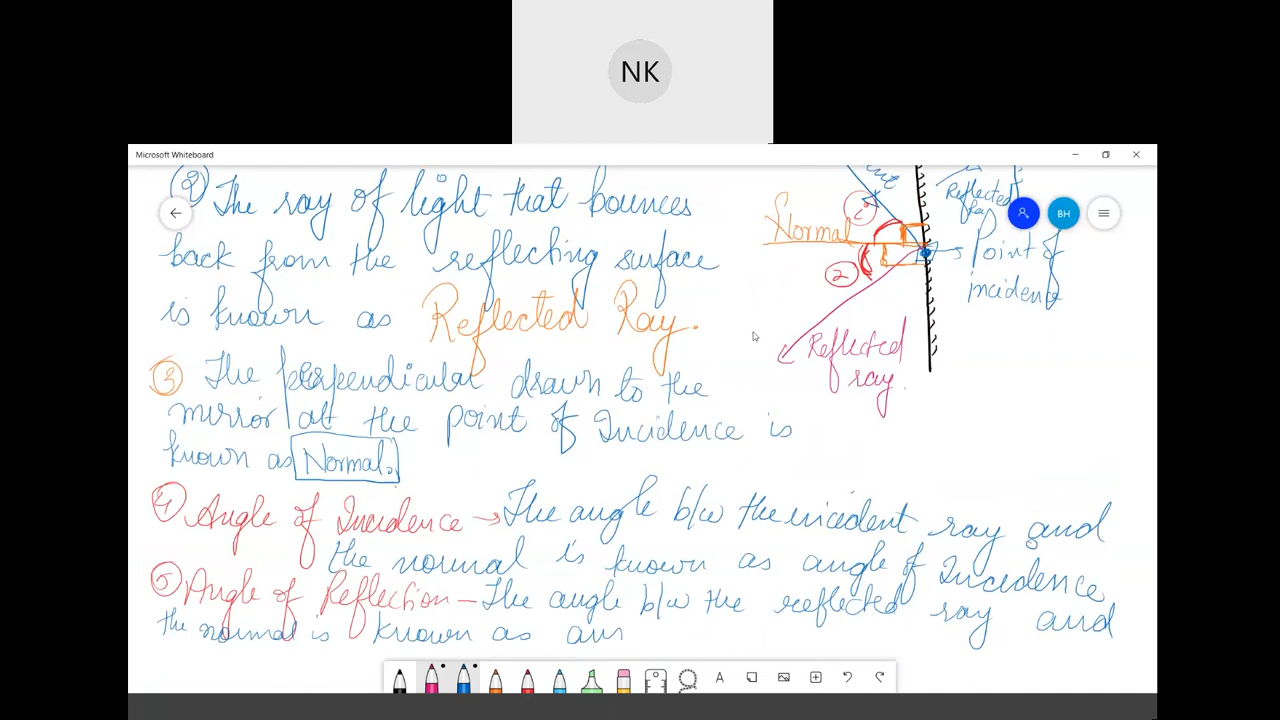 NK
Microsoft Whiteboard
② The ray of light that bounces
back from the reflecting surface
is known as Reflected Ray.
③ The perpendicular drawn to the
mirror at the point of Incidence is
known as Normal.
④ Angle of Incidence → The angle b/w the incident ray and
the normal is known as angle of Incidence
⑤ Angle of Reflection - The angle b/w the reflected ray and
the normal is known as an
Reflected
Ray
i
Normal
Point of
incidence
2
Reflected
ray.
BH
A